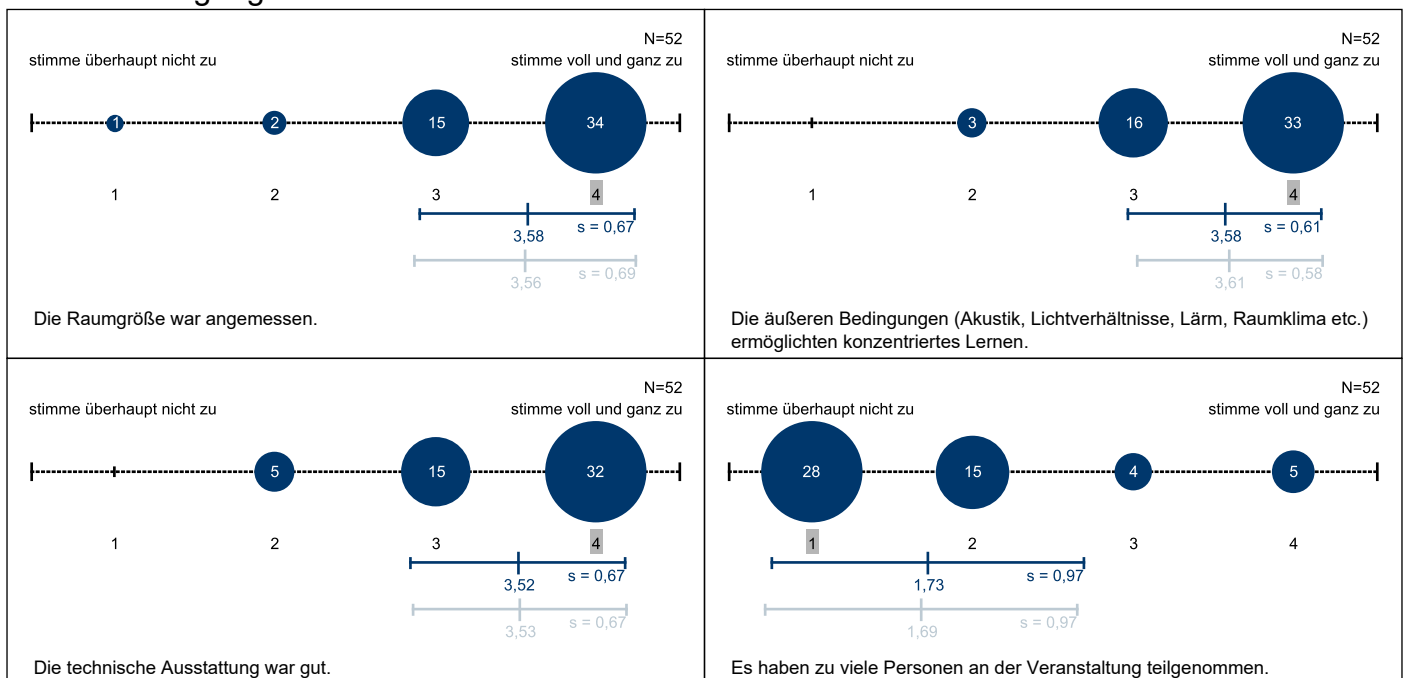 N=52
stimme überhaupt nicht zu stimme voll und ganz zu
1 2 15 34
1 2 3 4
s = 0,67
3,58
s = 0,69
3,56
Die Raumgröße war angemessen.
N=52
stimme überhaupt nicht zu stimme voll und ganz zu
3 16 33
1 2 3 4
s = 0,61
3,58
s = 0,58
3,61
Die äußeren Bedingungen (Akustik, Lichtverhältnisse, Lärm, Raumklima etc.)
ermöglichten konzentriertes Lernen.
N=52
stimme überhaupt nicht zu stimme voll und ganz zu
5 15 32
1 2 3 4
s = 0,67
3,52
s = 0,67
3,53
Die technische Ausstattung war gut.
N=52
stimme überhaupt nicht zu stimme voll und ganz zu
28 15 4 5
1 2 3 4
s = 0,97
1,73
s = 0,97
1,69
Es haben zu viele Personen an der Veranstaltung teilgenommen.